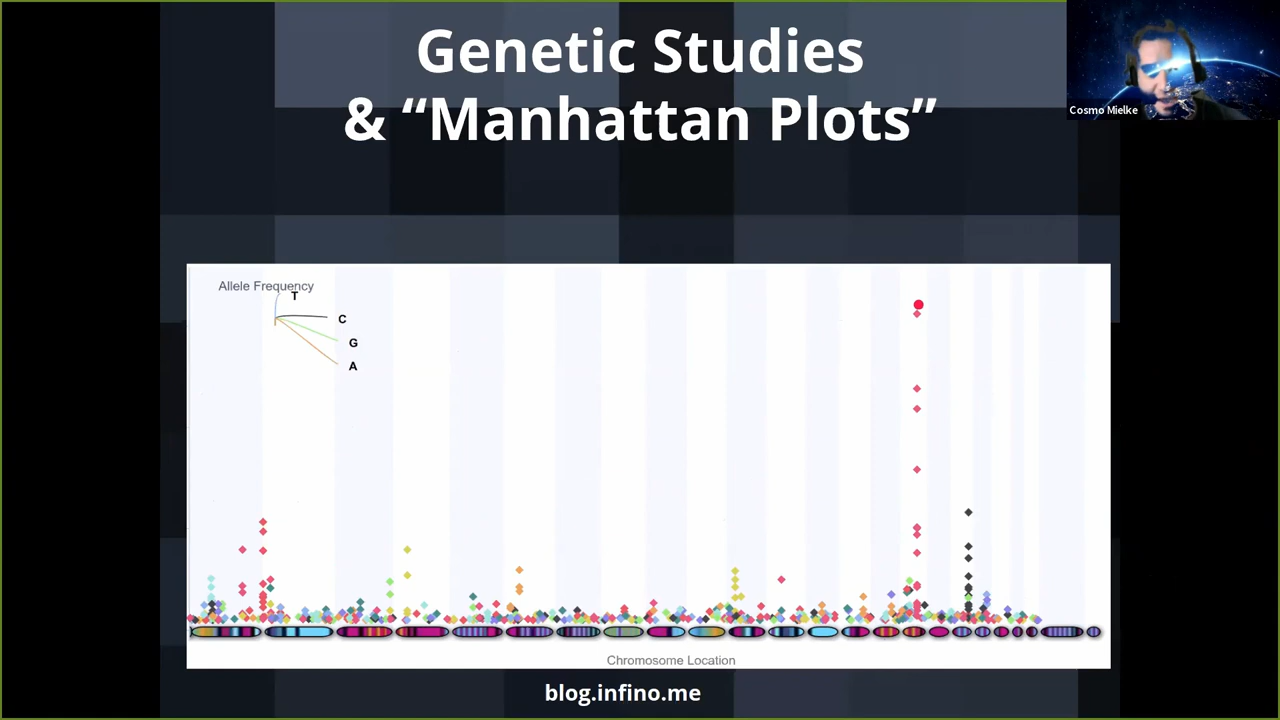 Genetic Studies
& “Manhattan Plots”
Cosmo Mielke
Allele Frequency
T
C
G
A
Chromosome Location
blog.infino.me